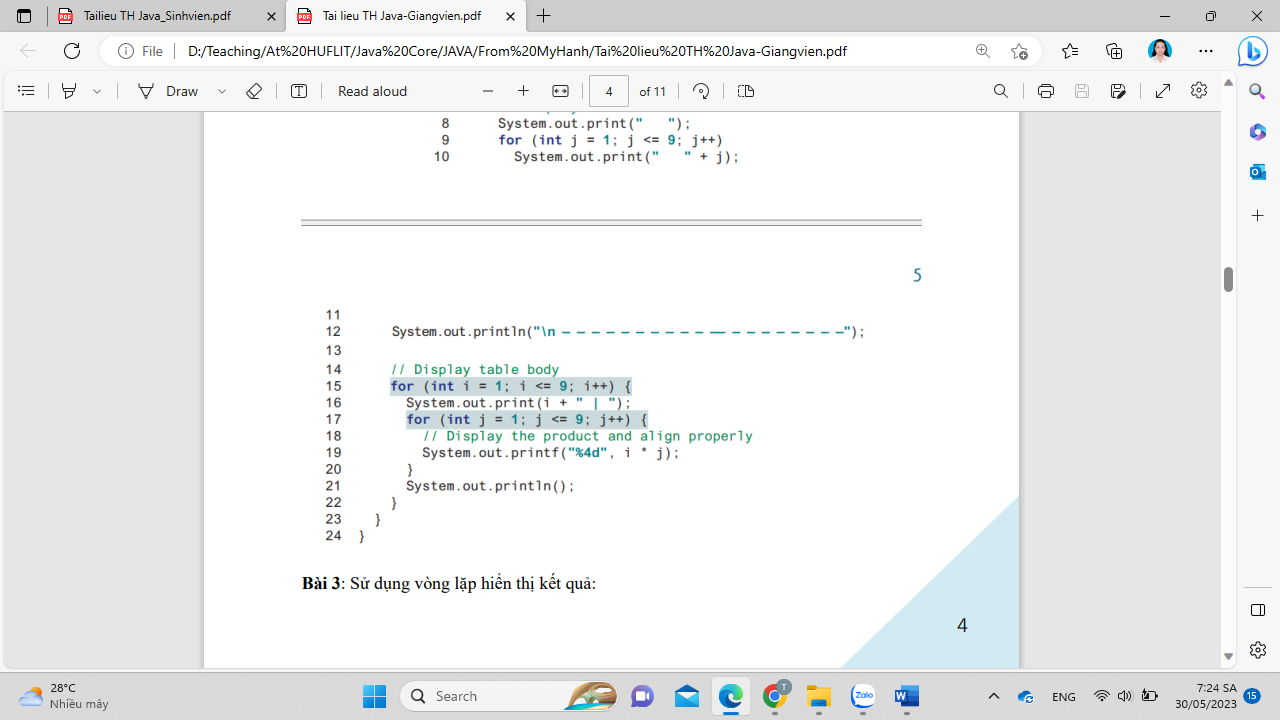 Tailieu TH Java_Sinhvien.pdf
Tai lieu TH Java-Giangvien.pdf
File
D:/Teaching/At%20HUFLIT/Java%20Core/JAVA/From%20MyHanh/Tai%20lieu%20TH%20Java-Giangvien.pdf
Draw
Read aloud
4
of 11
8 System.out.print("   ");
9 for (int j = 1; j <= 9; j++)
10 System.out.print("   " + j);
5
11
12 System.out.println("\n — — — — — — — — — — —— — — — — — — — —");
13
14 // Display table body
15 for (int i = 1; i <= 9; i++) {
16 System.out.print(i + " | ");
17 for (int j = 1; j <= 9; j++) {
18 // Display the product and align properly
19 System.out.printf("%4d", i * j);
20 }
21 System.out.println();
22 }
23 }
24 }
Bài 3: Sử dụng vòng lặp hiển thị kết quả:
4
28°C
Nhiều mây
Search
T
Zalo
ENG
7:24 SA
30/05/2023
15